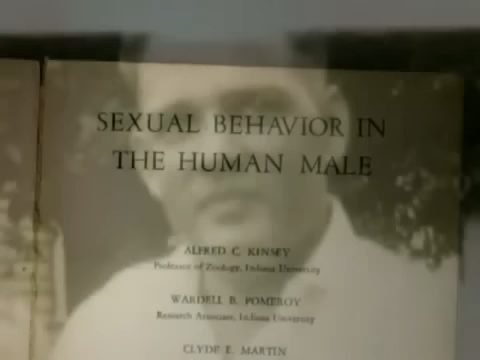 SEXUAL BEHAVIOR IN
THE HUMAN MALE
ALFRED C. KINSEY
Professor of Zoology, Indiana University
WARDELL B. POMEROY
Research Associate, Indiana University
CLYDE E. MARTIN